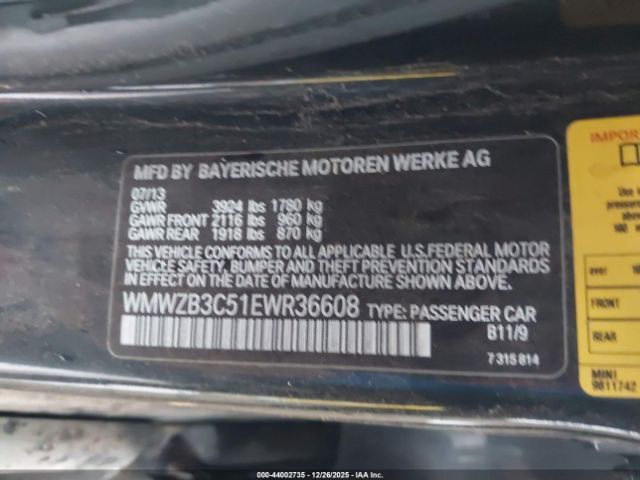 MFD BY BAYERISCHE MOTOREN WERKE AG
07/13
GVWR 3924 lbs 1780 kg
GAWR FRONT 2116 lbs 960 kg
GAWR REAR 1918 lbs 870 kg
THIS VEHICLE CONFORMS TO ALL APPLICABLE U.S.FEDERAL MOTOR
VEHICLE SAFETY, BUMPER AND THEFT PREVENTION STANDARDS
IN EFFECT ON THE DATE OF MANUFACTURE SHOWN ABOVE.
WMWZB3C51EWR36608 TYPE: PASSENGER CAR
B11/9
7 315 814
Use
over
FRONT
REAR
MINI
9811742
000-44002735 - 12/26/2025 - IAA Inc.